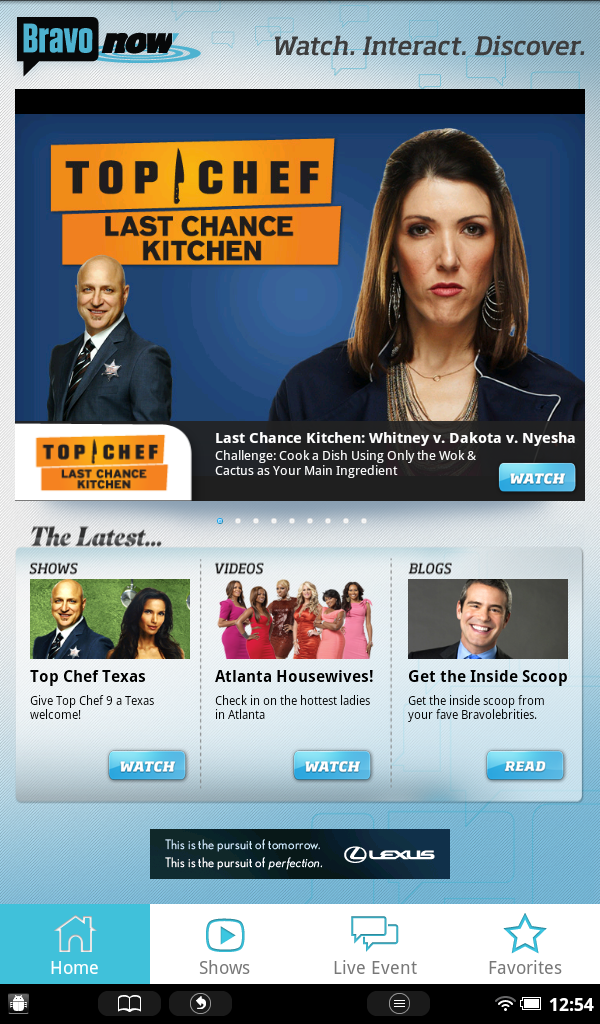 Bravo now
Watch. Interact. Discover.
TOP CHEF
LAST CHANCE
KITCHEN
TOP CHEF
LAST CHANCE
KITCHEN
Last Chance Kitchen: Whitney v. Dakota v. Nyesha
Challenge: Cook a Dish Using Only the Wok &
Cactus as Your Main Ingredient
WATCH
The Latest...
SHOWS
Top Chef Texas
Give Top Chef 9 a Texas
welcome!
WATCH
VIDEOS
Atlanta Housewives!
Check in on the hottest ladies
in Atlanta
WATCH
BLOGS
Get the Inside Scoop
Get the inside scoop from
your fave Bravolebrities.
READ
This is the pursuit of tomorrow.
This is the pursuit of perfection.
LEXUS
Home
Shows
Live Event
Favorites
12:54